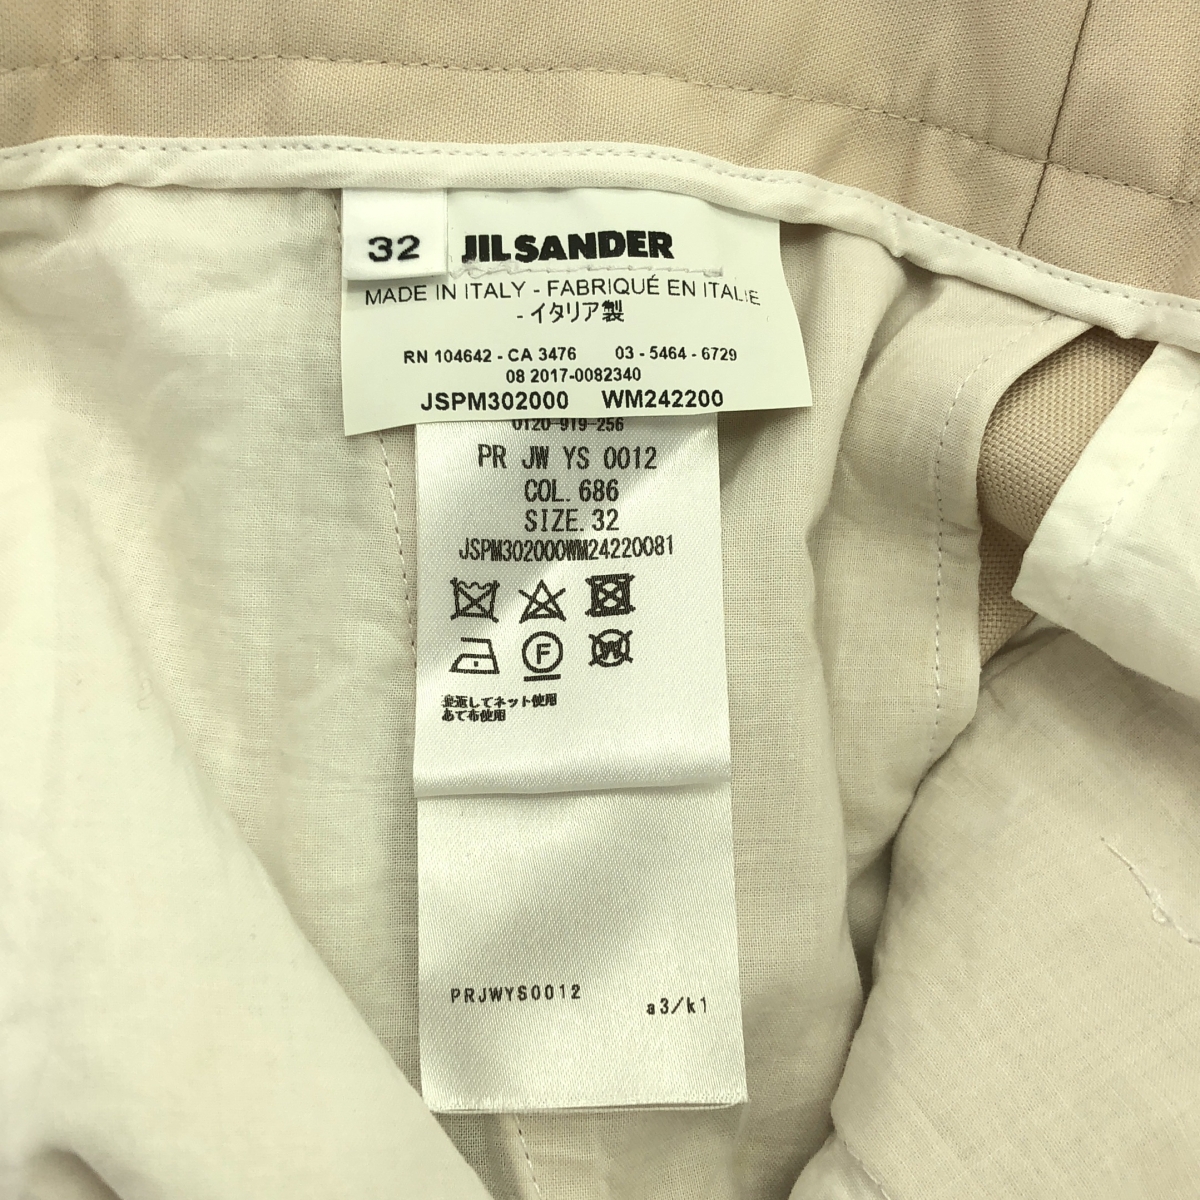 32
JIL SANDER
MADE IN ITALY - FABRIQUÉ EN ITALIE
- イタリア製
RN 104642 - CA 3476 03 - 5464 - 6729
08 2017-0082340
JSPM302000 WM242200
0120-919-256
PR JW YS 0012
COL. 686
SIZE. 32
JSPM302000WM24220081
F
W
裏返してネット使用
あて布使用
PRJWYS0012
a3/k1